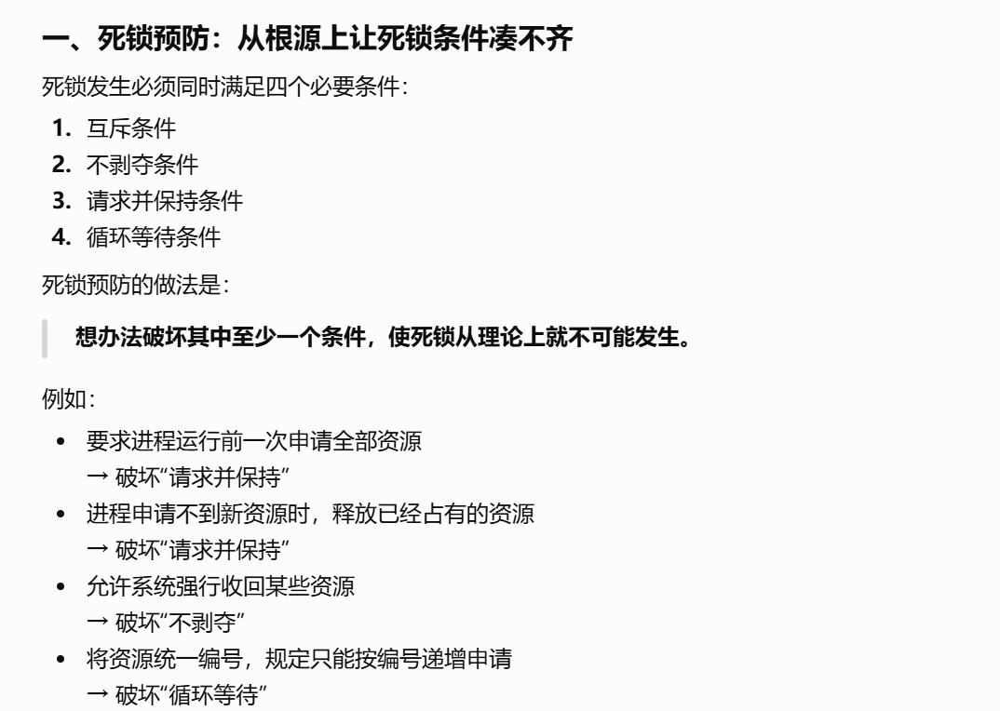 一、死锁预防：从根源上让死锁条件凑不齐
死锁发生必须同时满足四个必要条件：
1. 互斥条件
2. 不剥夺条件
3. 请求并保持条件
4. 循环等待条件
死锁预防的做法是：
想办法破坏其中至少一个条件，使死锁从理论上就不可能发生。
例如：
• 要求进程运行前一次申请全部资源
→ 破坏“请求并保持”
• 进程申请不到新资源时，释放已经占有的资源
→ 破坏“请求并保持”
• 允许系统强行收回某些资源
→ 破坏“不剥夺”
• 将资源统一编号，规定只能按编号递增申请
→ 破坏“循环等待”